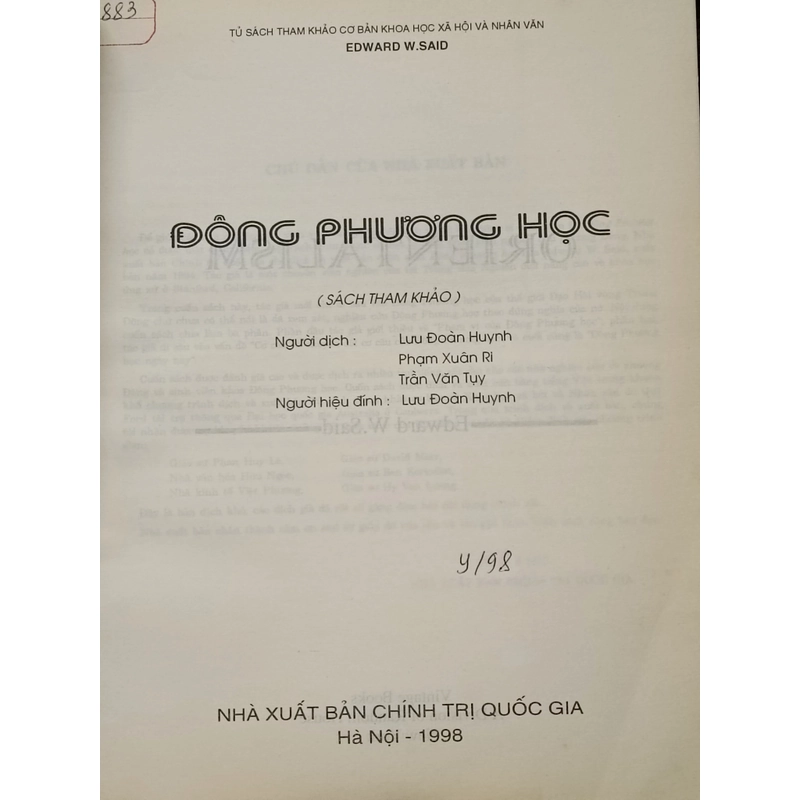 883
TỦ SÁCH THAM KHẢO CƠ BẢN KHOA HỌC XÃ HỘI VÀ NHÂN VĂN
EDWARD W.SAID
ĐÔNG PHƯƠNG HỌC
( SÁCH THAM KHẢO )
Người dịch : Lưu Đoàn Huynh
Phạm Xuân Ri
Trần Văn Tụy
Người hiệu đính : Lưu Đoàn Huynh
y/98
NHÀ XUẤT BẢN CHÍNH TRỊ QUỐC GIA
Hà Nội - 1998